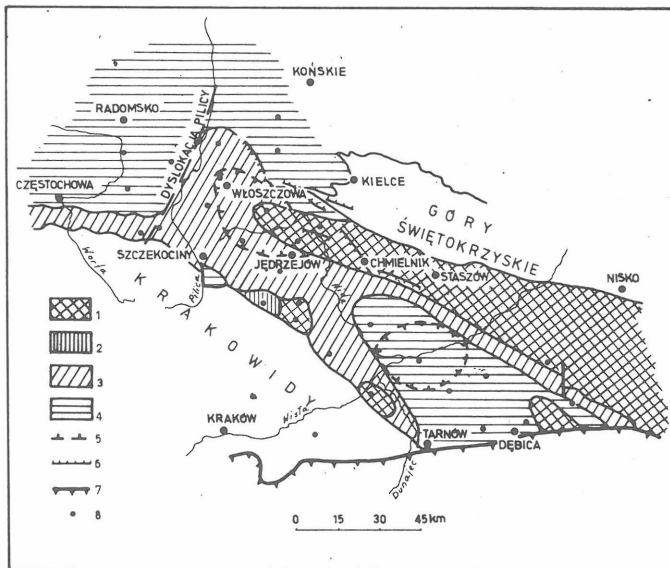 KOŃSKIE
RADOMSKO
DYSLOKACJA PILICY
CZĘSTOCHOWA
KIELCE
WŁOSZCZOWA
GÓRY
ŚWIĘTOKRZYSKIE
Warta
SZCZEKOCINY
JĘDRZEJÓW
CHMIELNIK
STASZÓW
NISKO
Pilica
Nida
KRAKOWIDY
1
2
3
4
5
6
7
8
KRAKÓW
Wisła
TARNÓW
DĘBICA
Dunajec
0 15 30 45 km